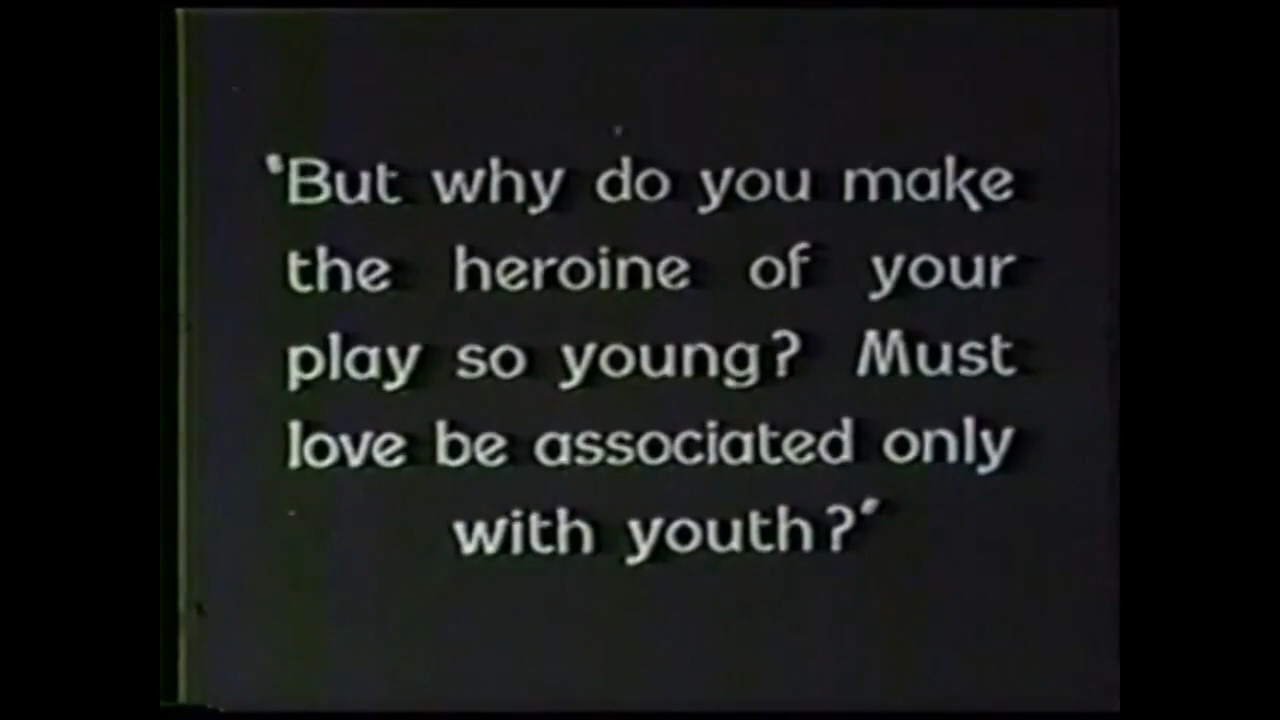 'But why do you make
the heroine of your
play so young? Must
love be associated only
with youth?'